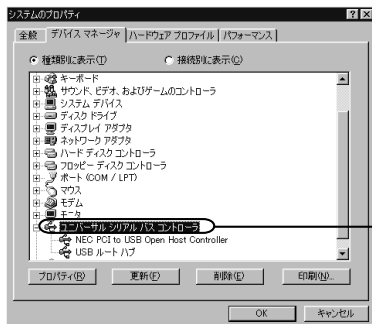 システムのプロパティ
全般 デバイス マネージャ ハードウェア プロファイル パフォーマンス
種類別に表示(T) 接続別に表示(C)
キーボード
サウンド、ビデオ、およびゲームのコントローラ
システム デバイス
ディスク ドライブ
ディスプレイ アダプタ
ネットワーク アダプタ
ハード ディスク コントローラ
フロッピー ディスク コントローラ
ポート (COM / LPT)
マウス
モデム
モニタ
ユニバーサル シリアル バス コントローラ
NEC PCI to USB Open Host Controller
USB ルート ハブ
プロパティ(R) 更新(F) 削除(E) 印刷(N)...
OK キャンセル